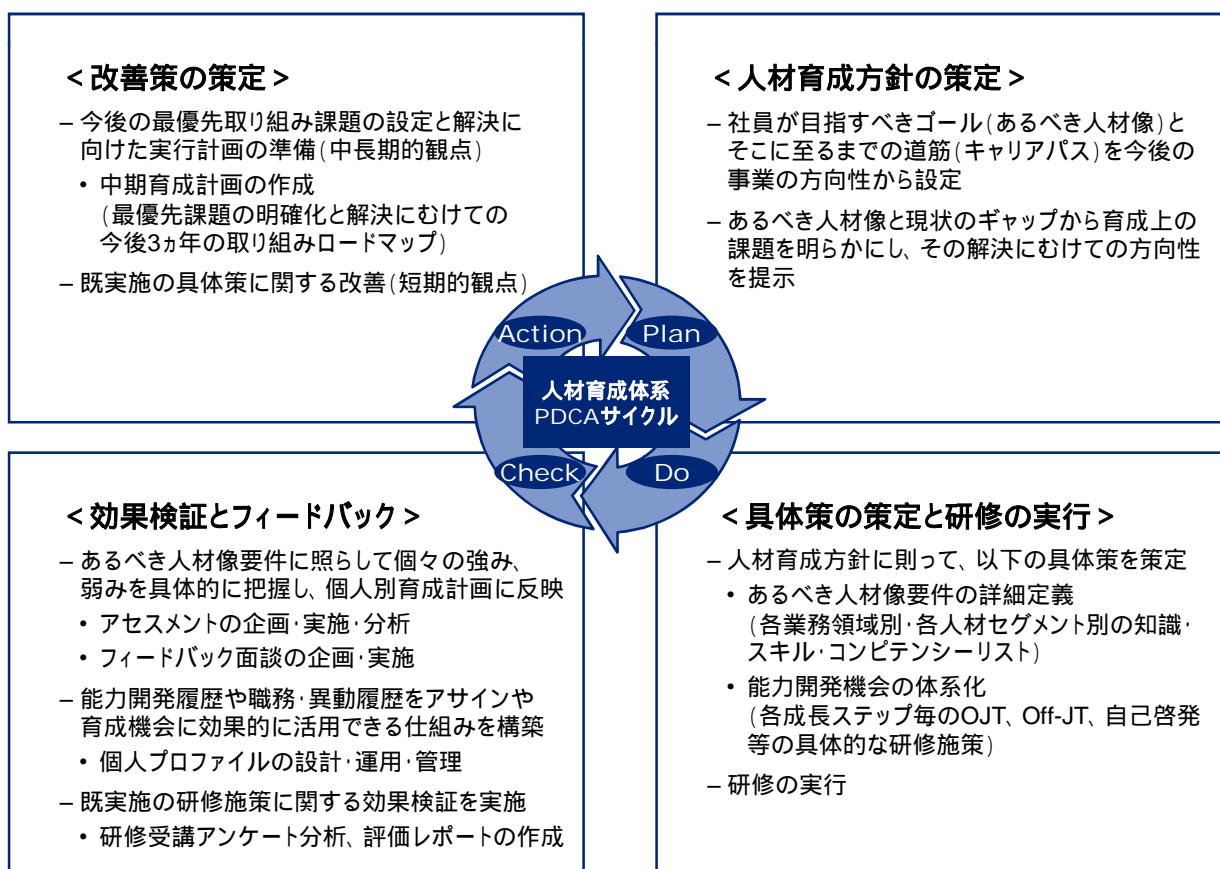 <改善策の策定>
– 今後の最優先取り組み課題の設定と解決に
向けた実行計画の準備(中長期的観点)
• 中期育成計画の作成
(最優先課題の明確化と解決にむけての
今後3ヵ年の取り組みロードマップ)
– 既実施の具体策に関する改善(短期的観点)
<人材育成方針の策定>
– 社員が目指すべきゴール(あるべき人材像)と
そこに至るまでの道筋(キャリアパス)を今後の
事業の方向性から設定
– あるべき人材像と現状のギャップから育成上の
課題を明らかにし、その解決にむけての方向性
を提示
Action
Plan
人材育成体系
PDCAサイクル
Check
Do
<効果検証とフィードバック>
– あるべき人材像要件に照らして個々の強み、
弱みを具体的に把握し、個人別育成計画に反映
• アセスメントの企画・実施・分析
• フィードバック面談の企画・実施
– 能力開発履歴や職務・異動履歴をアサインや
育成機会に効果的に活用できる仕組みを構築
• 個人プロファイルの設計・運用・管理
– 既実施の研修施策に関する効果検証を実施
• 研修受講アンケート分析、評価レポートの作成
<具体策の策定と研修の実行>
– 人材育成方針に則って、以下の具体策を策定
• あるべき人材像要件の詳細定義
(各業務領域別・各人材セグメント別の知識・
スキル・コンピテンシーリスト)
• 能力開発機会の体系化
(各成長ステップ毎のOJT、Off-JT、自己啓発
等の具体的な研修施策)
– 研修の実行